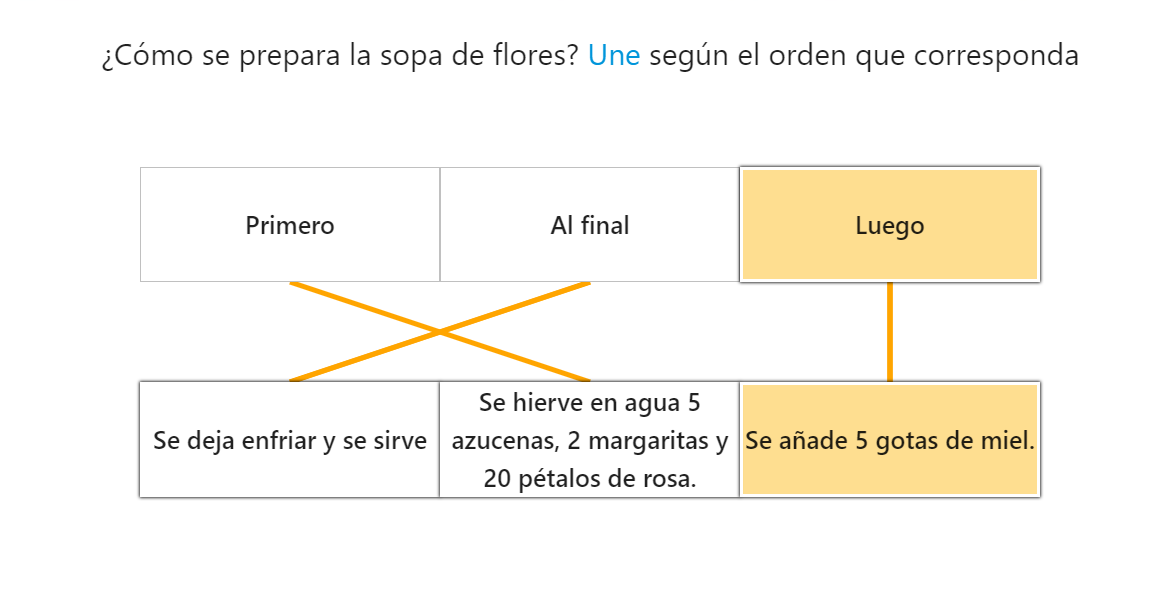 ¿Cómo se prepara la sopa de flores? Une según el orden que corresponda
Primero
Al final
Luego
Se deja enfriar y se sirve
Se hierve en agua 5
azucenas, 2 margaritas y
20 pétalos de rosa.
Se añade 5 gotas de miel.